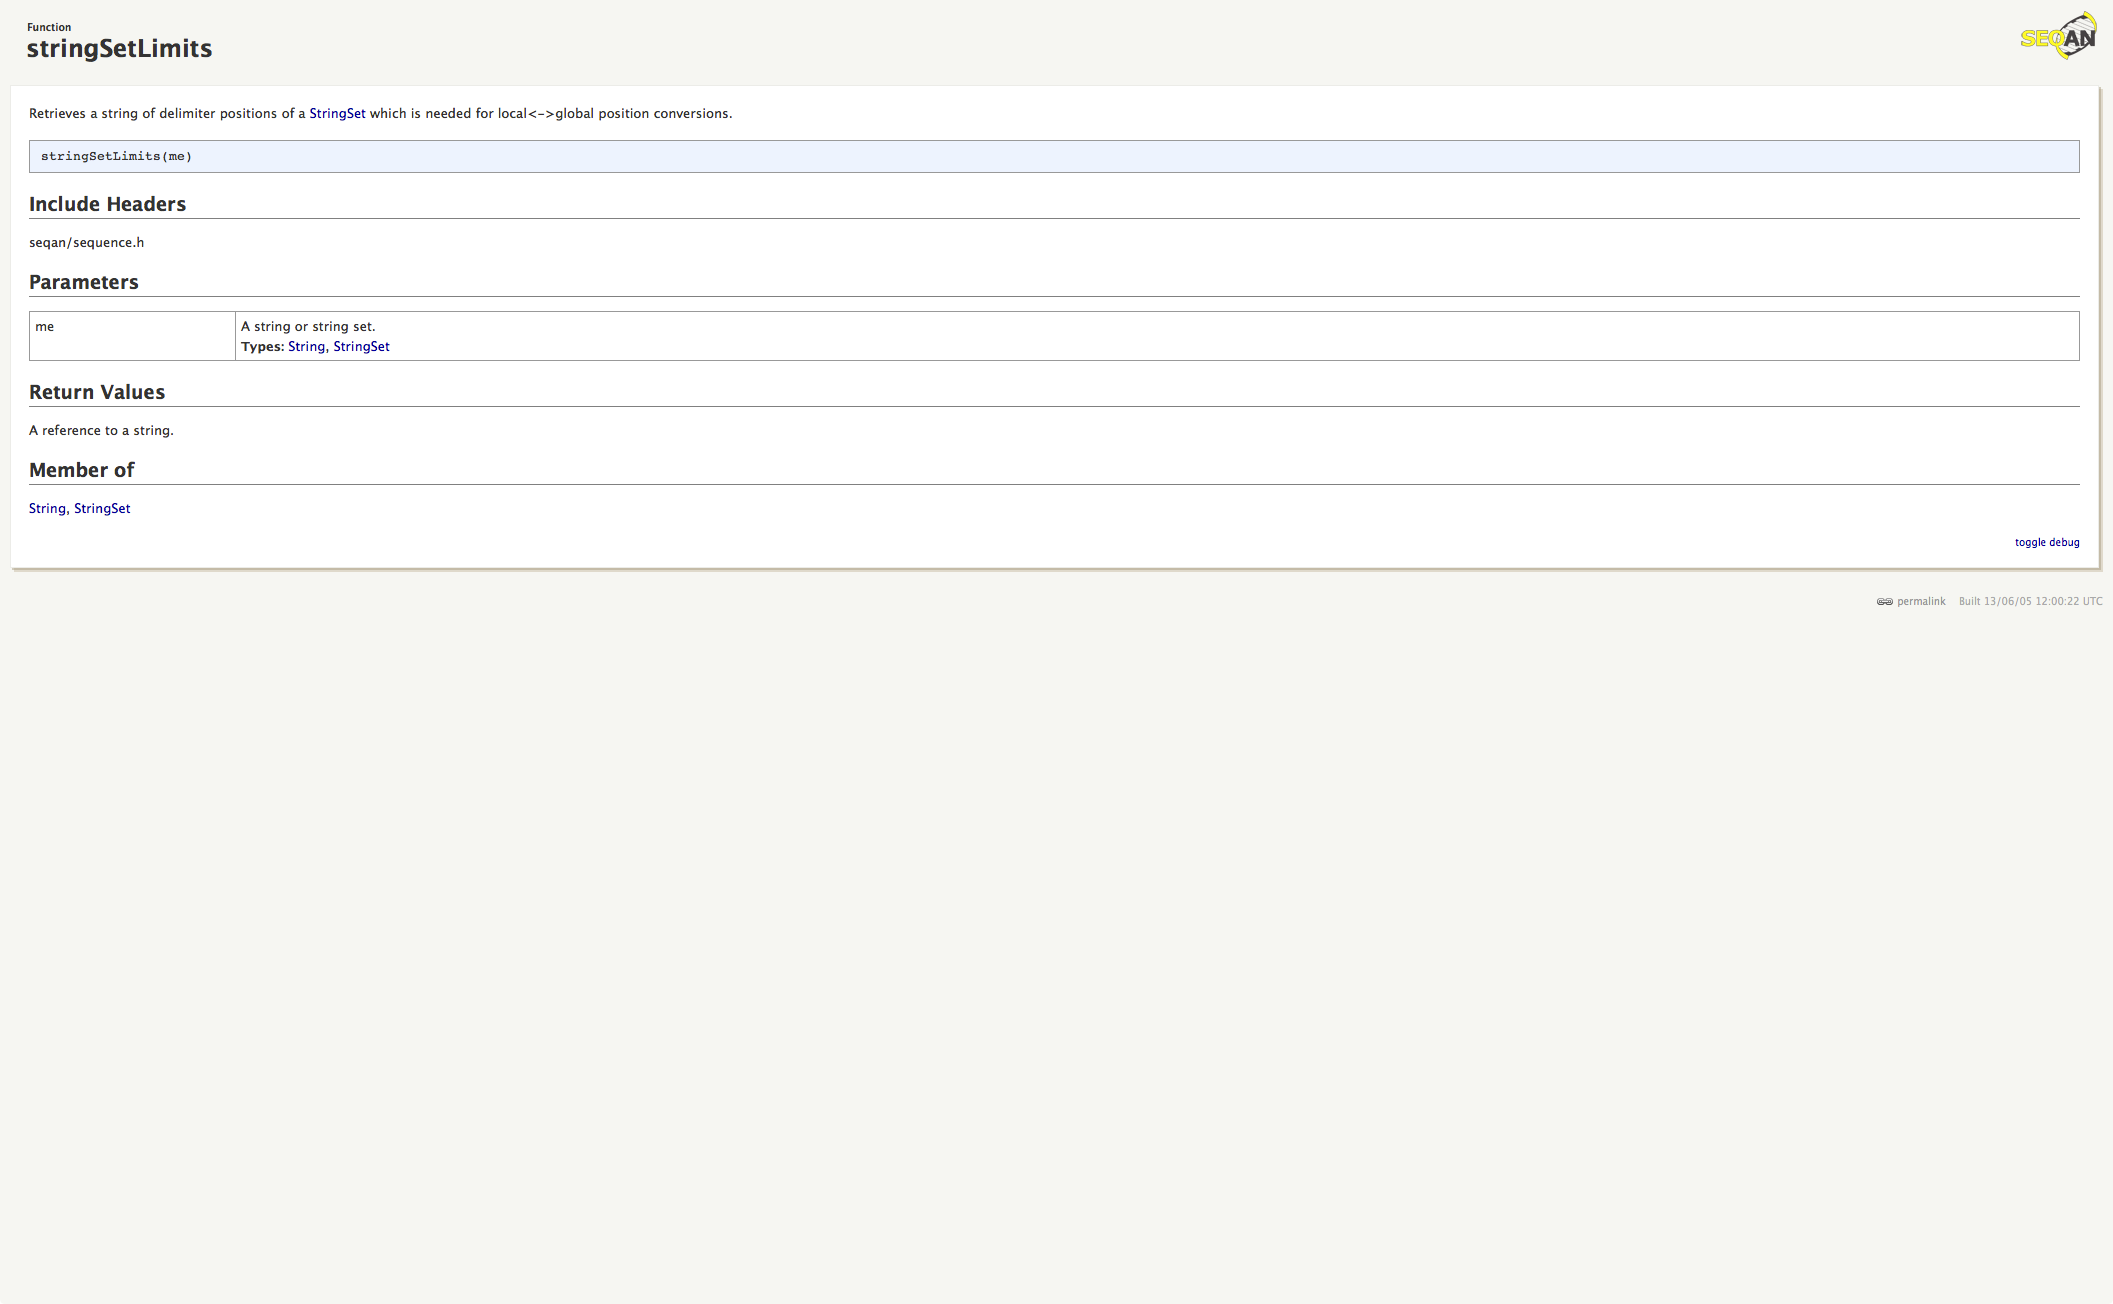 Function
stringSetLimits
SEQAN
Retrieves a string of delimiter positions of a StringSet which is needed for local<->global position conversions.
stringSetLimits(me)
Include Headers
seqan/sequence.h
Parameters
me
A string or string set.
Types: String, StringSet
Return Values
A reference to a string.
Member of
String, StringSet
toggle debug
permalink Built 13/06/05 12:00:22 UTC